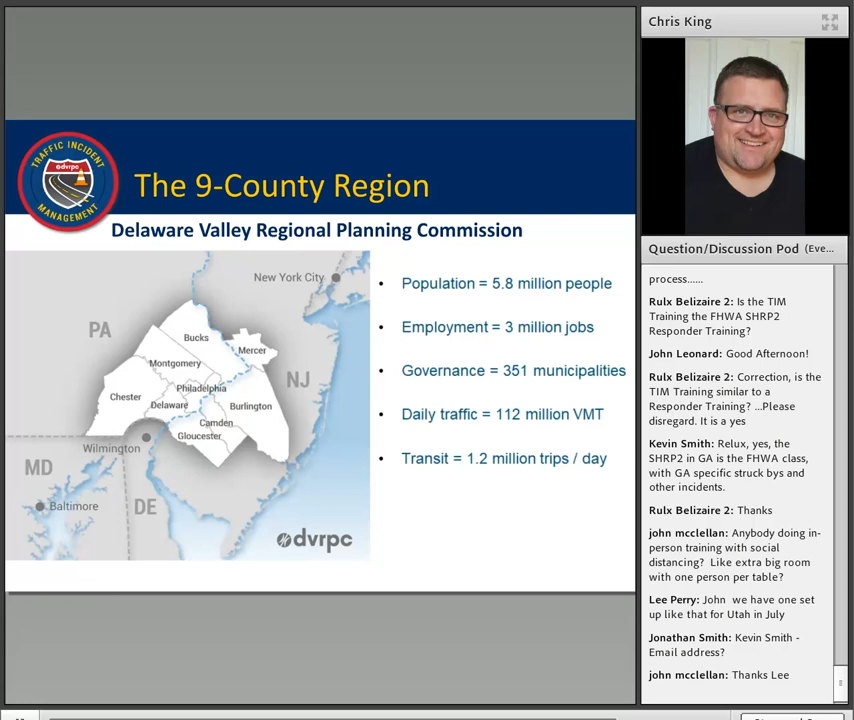 Chris King
TRAFFIC INCIDENT
dvrpc
MANAGEMENT
The 9-County Region
Delaware Valley Regional Planning Commission
New York City
PA
Bucks
Mercer
Montgomery
NJ
Philadelphia
Chester
Delaware
Burlington
Camden
Gloucester
Wilmington
MD
DE
Baltimore
dvrpc
• Population = 5.8 million people
• Employment = 3 million jobs
• Governance = 351 municipalities
• Daily traffic = 112 million VMT
• Transit = 1.2 million trips / day
Question/Discussion Pod (Eve...
process......
Rulx Belizaire 2: Is the TIM
Training the FHWA SHRP2
Responder Training?
John Leonard: Good Afternoon!
Rulx Belizaire 2: Correction, is the
TIM Training similar to a
Responder Training? ...Please
disregard. It is a yes
Kevin Smith: Relux, yes, the
SHRP2 in GA is the FHWA class,
with GA specific struck bys and
other incidents.
Rulx Belizaire 2: Thanks
john mcclellan: Anybody doing in-
person training with social
distancing? Like extra big room
with one person per table?
Lee Perry: John we have one set
up like that for Utah in July
Jonathan Smith: Kevin Smith -
Email address?
john mcclellan: Thanks Lee